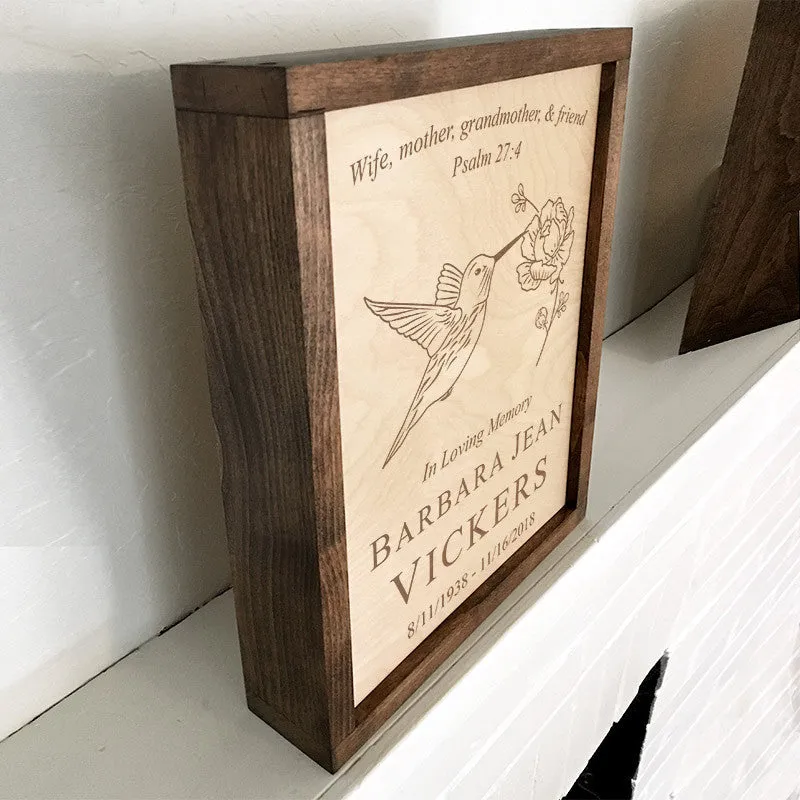 Wife, mother, grandmother, & friend
Psalm 27:4
In Loving Memory
BARBARA JEAN
VICKERS
8/11/1938 - 11/16/2018